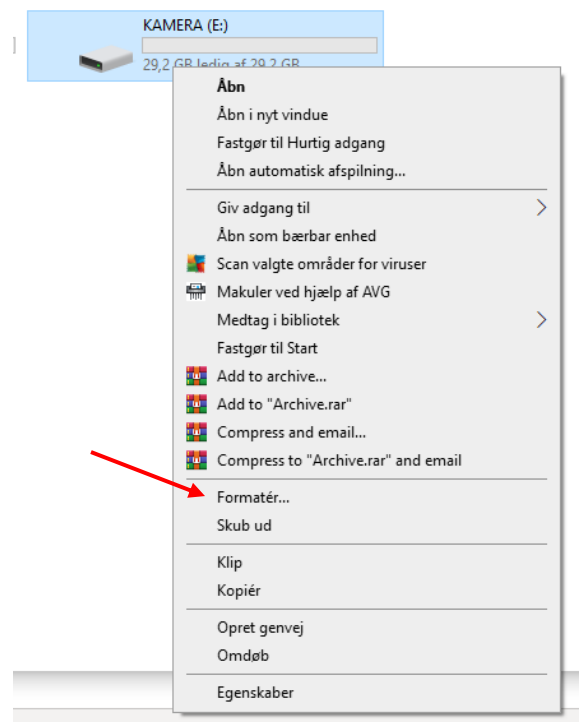 KAMERA (E:)
29,2 GB ledig af 29,2 GB
Åbn
Åbn i nyt vindue
Fastgør til Hurtig adgang
Åbn automatisk afspilning...
Giv adgang til
Åbn som bærbar enhed
Scan valgte områder for viruser
Makuler ved hjælp af AVG
Medtag i bibliotek
Fastgør til Start
Add to archive...
Add to "Archive.rar"
Compress and email...
Compress to "Archive.rar" and email
Formatér...
Skub ud
Klip
Kopiér
Opret genvej
Omdøb
Egenskaber